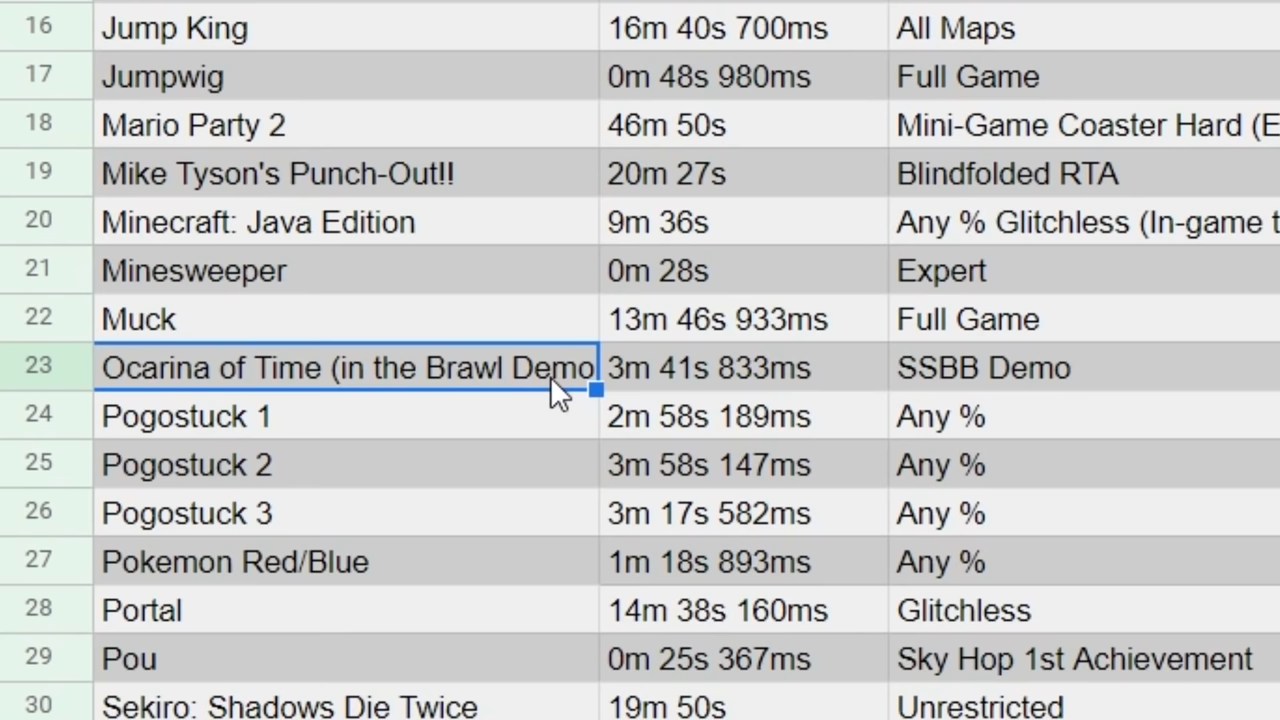 16 Jump King 16m 40s 700ms All Maps
17 Jumpwig 0m 48s 980ms Full Game
18 Mario Party 2 46m 50s Mini-Game Coaster Hard (E
19 Mike Tyson's Punch-Out!! 20m 27s Blindfolded RTA
20 Minecraft: Java Edition 9m 36s Any % Glitchless (In-game t
21 Minesweeper 0m 28s Expert
22 Muck 13m 46s 933ms Full Game
23 Ocarina of Time (in the Brawl Demo 3m 41s 833ms SSBB Demo
24 Pogostuck 1 2m 58s 189ms Any %
25 Pogostuck 2 3m 58s 147ms Any %
26 Pogostuck 3 3m 17s 582ms Any %
27 Pokemon Red/Blue 1m 18s 893ms Any %
28 Portal 14m 38s 160ms Glitchless
29 Pou 0m 25s 367ms Sky Hop 1st Achievement
30 Sekiro: Shadows Die Twice 19m 50s Unrestricted